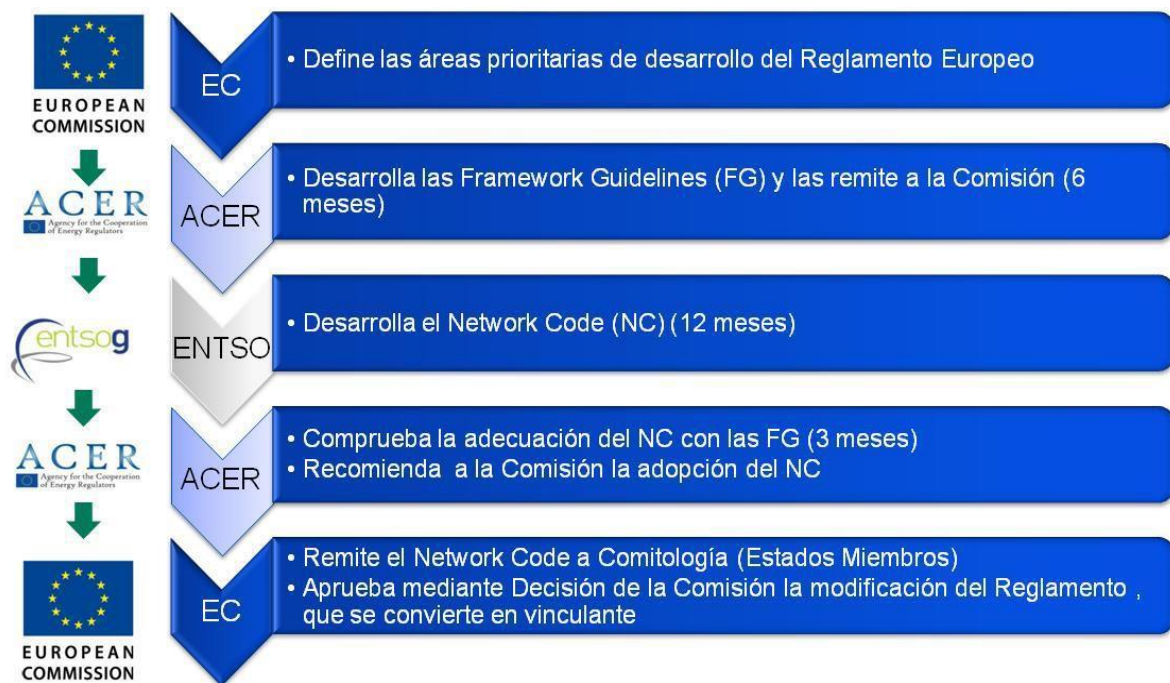 EUROPEAN
COMMISSION
EC
• Define las áreas prioritarias de desarrollo del Reglamento Europeo
ACER
Agency for the Cooperation
of Energy Regulators
ACER
• Desarrolla las Framework Guidelines (FG) y las remite a la Comisión (6
meses)
entsog
ENTSO
• Desarrolla el Network Code (NC) (12 meses)
ACER
Agency for the Cooperation
of Energy Regulators
ACER
• Comprueba la adecuación del NC con las FG (3 meses)
• Recomienda a la Comisión la adopción del NC
EUROPEAN
COMMISSION
EC
• Remite el Network Code a Comitología (Estados Miembros)
• Aprueba mediante Decisión de la Comisión la modificación del Reglamento ,
que se convierte en vinculante